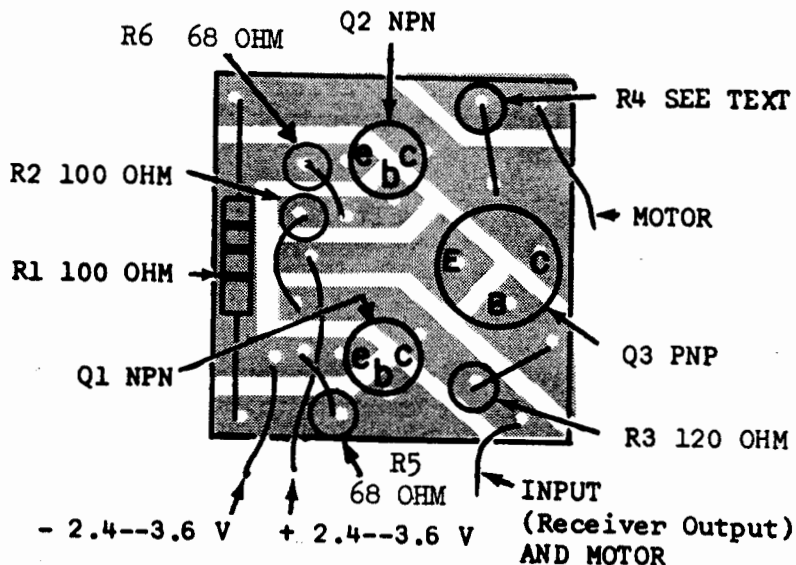 Q2 NPN
R6 68 OHM
R4 SEE TEXT
e b c
R2 100 OHM
MOTOR
E C
B
R1 100 OHM
Q3 PNP
e b c
Q1 NPN
R3 120 OHM
R5
68 OHM
INPUT
(Receiver Output)
AND MOTOR
- 2.4--3.6 V
+ 2.4--3.6 V